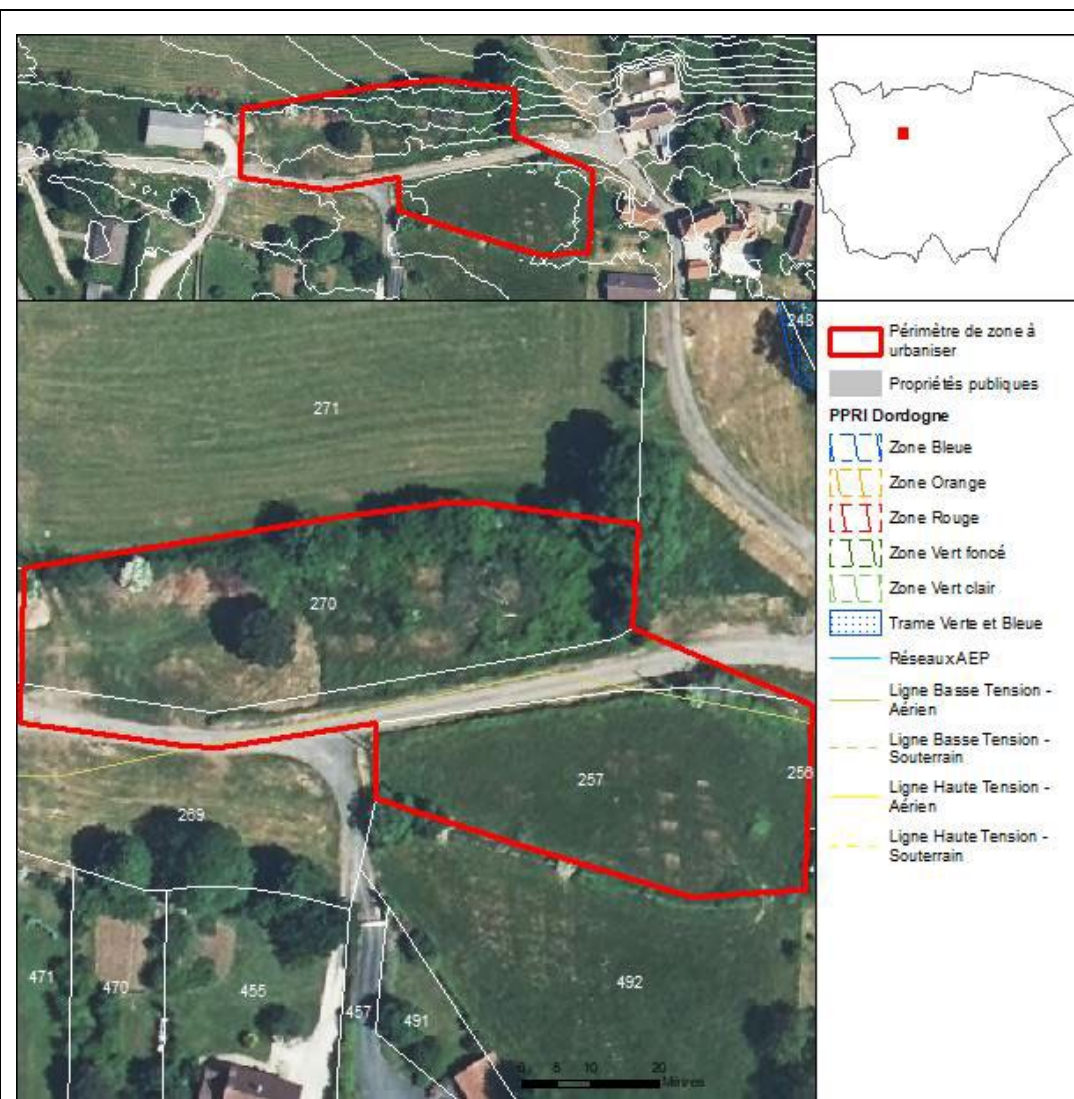 248
271
270
257
256
269
492
471
470
455
457
491
0 5 10 20
Mètres
Périmètre de zone à
urbaniser
Propriétés publiques
PPRI Dordogne
Zone Bleue
Zone Orange
Zone Rouge
Zone Vert foncé
Zone Vert clair
Trame Verte et Bleue
Réseaux AEP
Ligne Basse Tension -
Aérien
Ligne Basse Tension -
Souterrain
Ligne Haute Tension -
Aérien
Ligne Haute Tension -
Souterrain